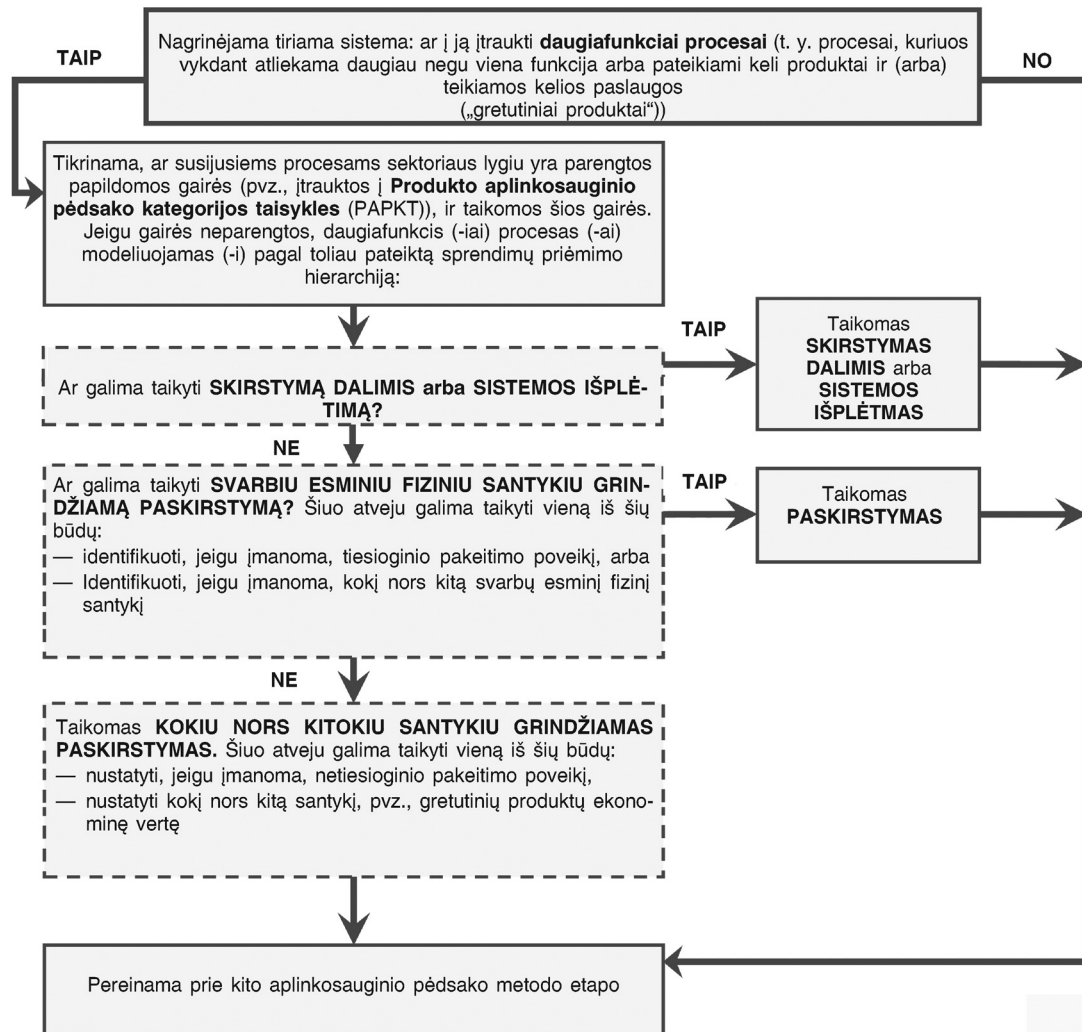 TAIP
Nagrinėjama tiriama sistema: ar į ją įtraukti daugiafunkciai procesai (t. y. procesai, kuriuos
vykdant atliekama daugiau negu viena funkcija arba pateikiami keli produktai ir (arba)
teikiamos kelios paslaugos
(„gretutiniai produktai“))
NO
Tikrinama, ar susijusiems procesams sektoriaus lygiu yra parengtos
papildomos gairės (pvz., įtrauktos į Produkto aplinkosauginio
pėdsako kategorijos taisykles (PAPKT)), ir taikomos šios gairės.
Jeigu gairės neparengtos, daugiafunkcis (-iai) procesas (-ai)
modeliuojamas (-i) pagal toliau pateiktą sprendimų priėmimo
hierarchiją:
Ar galima taikyti SKIRSTYMĄ DALIMIS arba SISTEMOS IŠPLĖ-
TIMĄ?
TAIP
Taikomas
SKIRSTYMAS
DALIMIS arba
SISTEMOS
IŠPLĖTMAS
NE
Ar galima taikyti SVARBIU ESMINIU FIZINIU SANTYKIU GRIN-
DŽIAMĄ PASKIRSTYMĄ? Šiuo atveju galima taikyti vieną iš šių
būdų:
— identifikuoti, jeigu įmanoma, tiesioginio pakeitimo poveikį, arba
— Identifikuoti, jeigu įmanoma, kokį nors kitą svarbų esminį fizinį
santykį
TAIP
Taikomas
PASKIRSTYMAS
NE
Taikomas KOKIU NORS KITOKIU SANTYKIU GRINDŽIAMAS
PASKIRSTYMAS. Šiuo atveju galima taikyti vieną iš šių būdų:
— nustatyti, jeigu įmanoma, netiesioginio pakeitimo poveikį,
— nustatyti kokį nors kitą santykį, pvz., gretutinių produktų ekono-
minę vertę
Pereinama prie kito aplinkosauginio pėdsako metodo etapo